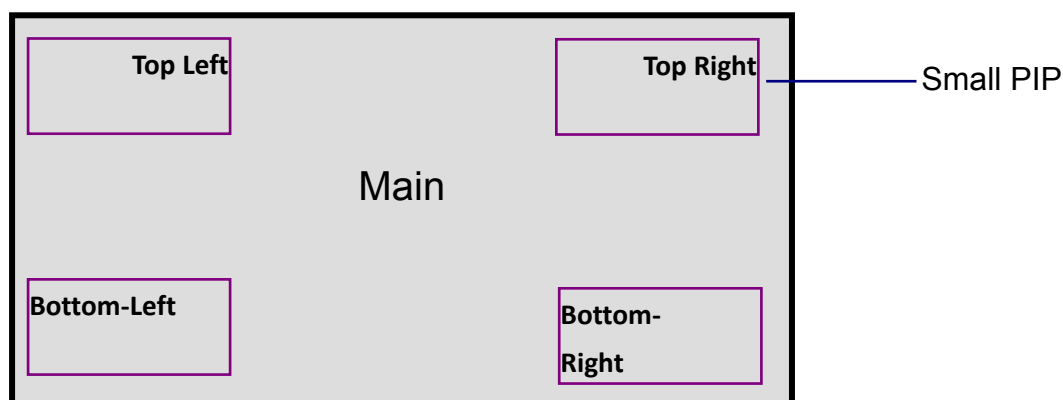 Top Left
Top Right
Small PIP
Main
Bottom-Left
Bottom-
Right